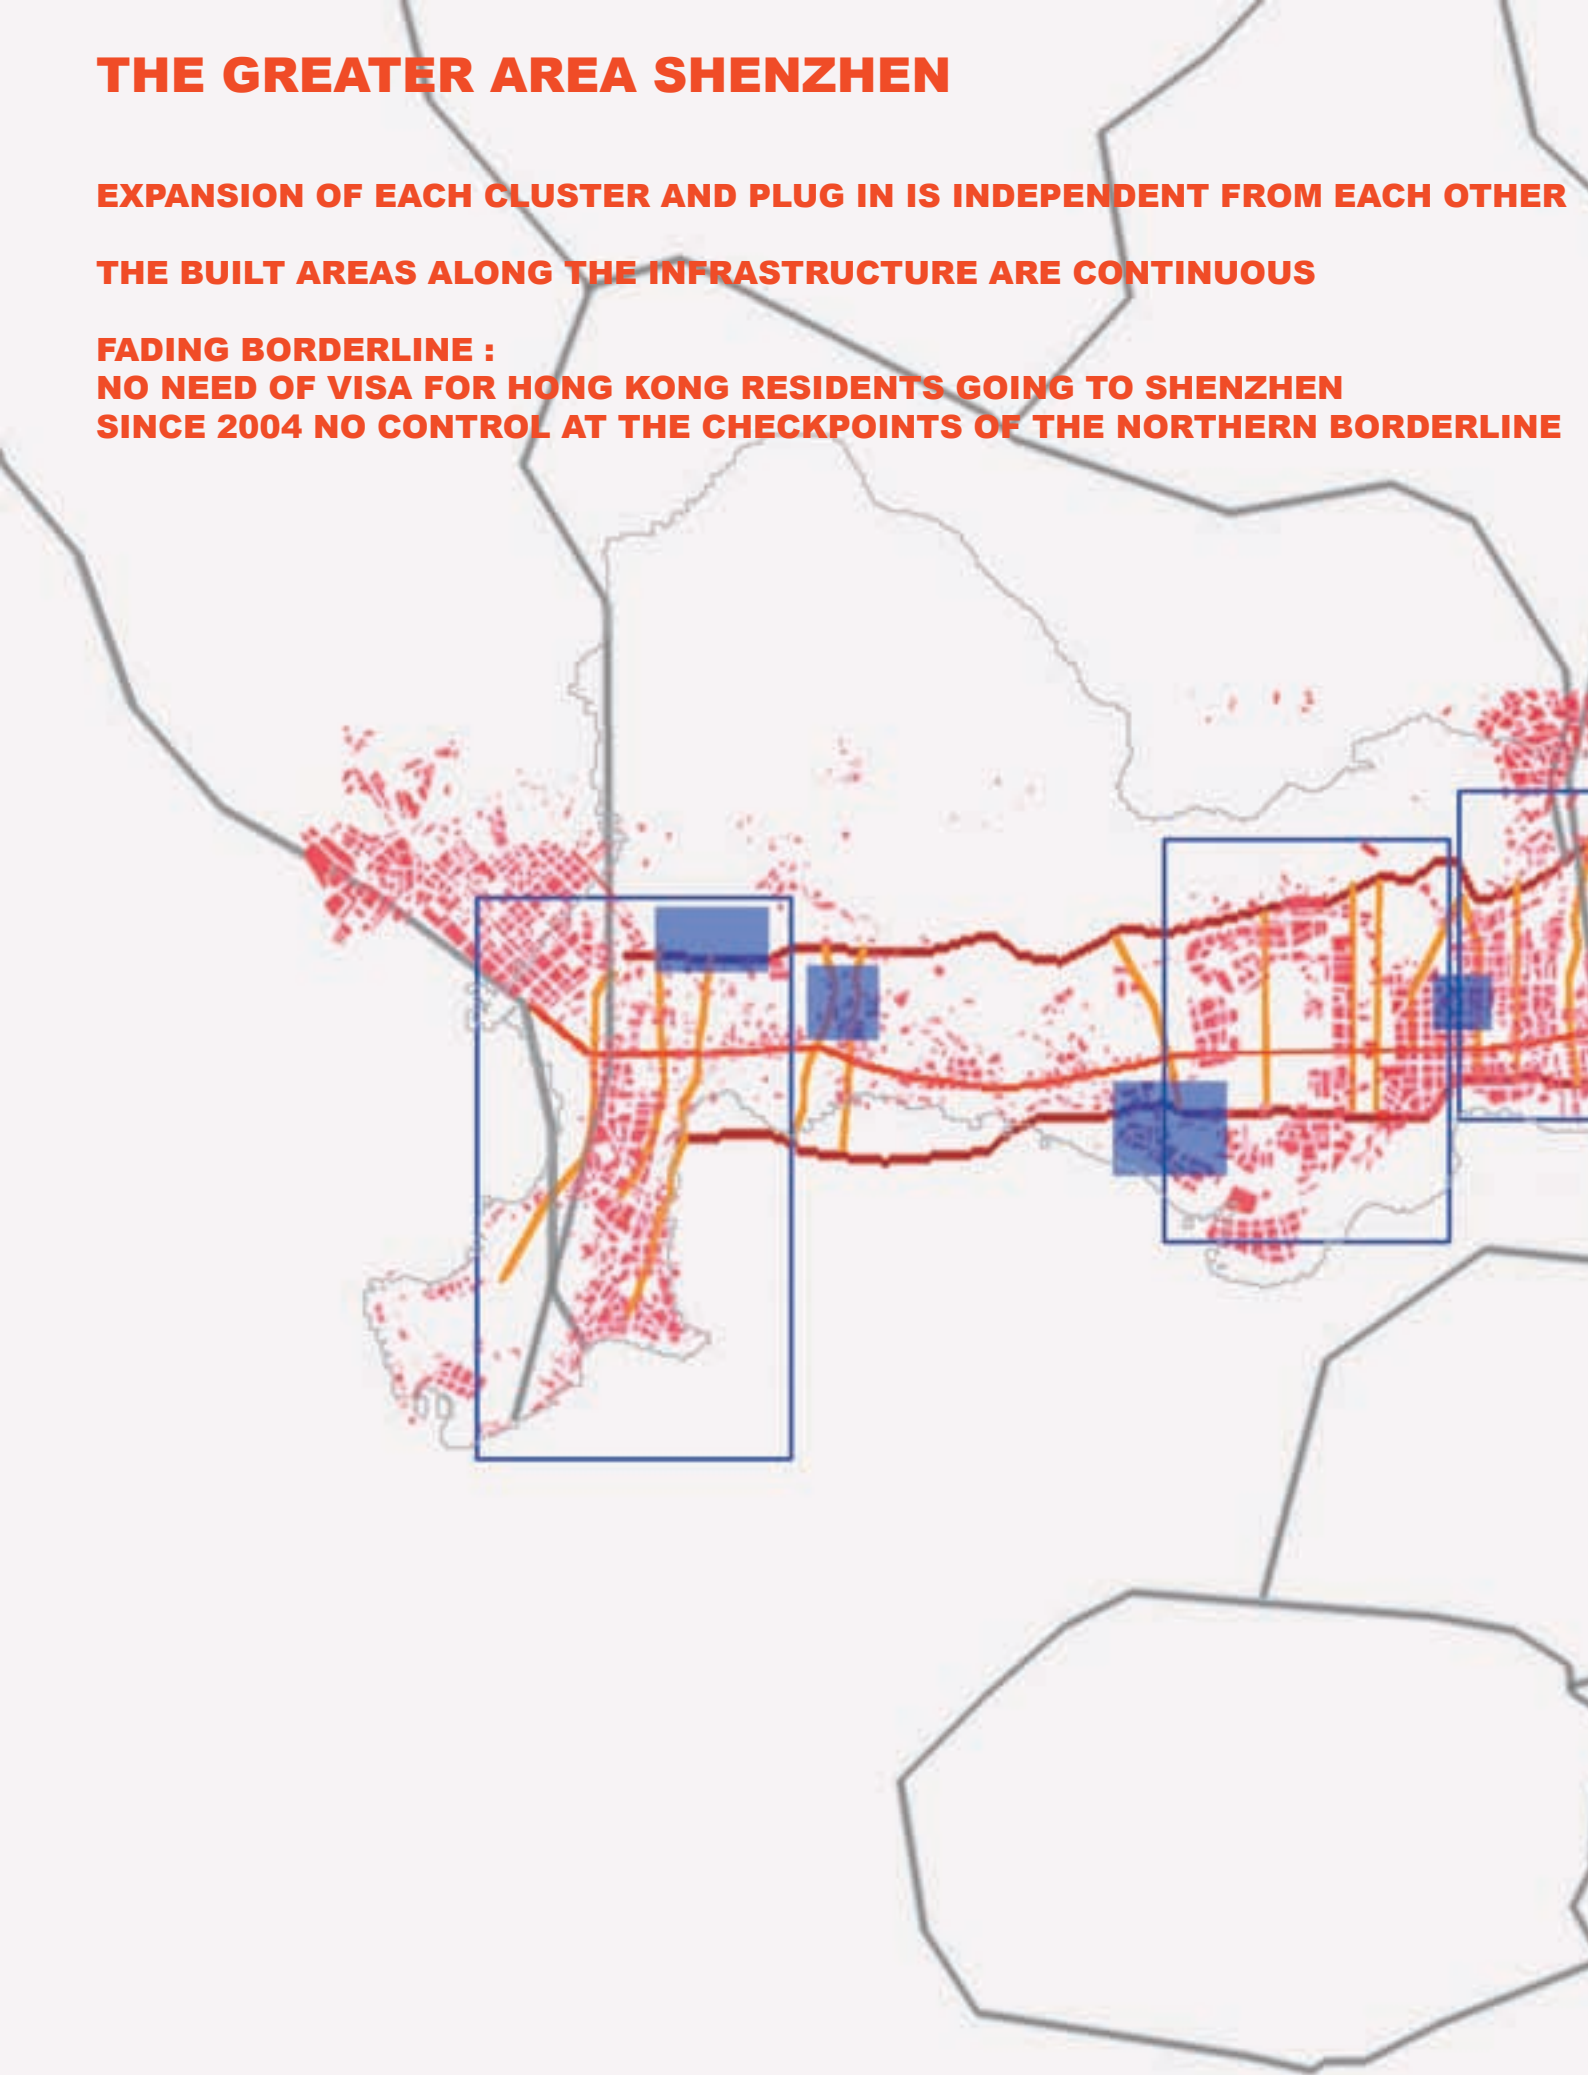 THE GREATER AREA SHENZHEN
EXPANSION OF EACH CLUSTER AND PLUG IN IS INDEPENDENT FROM EACH OTHER
THE BUILT AREAS ALONG THE INFRASTRUCTURE ARE CONTINUOUS
FADING BORDERLINE :
NO NEED OF VISA FOR HONG KONG RESIDENTS GOING TO SHENZHEN
SINCE 2004 NO CONTROL AT THE CHECKPOINTS OF THE NORTHERN BORDERLINE